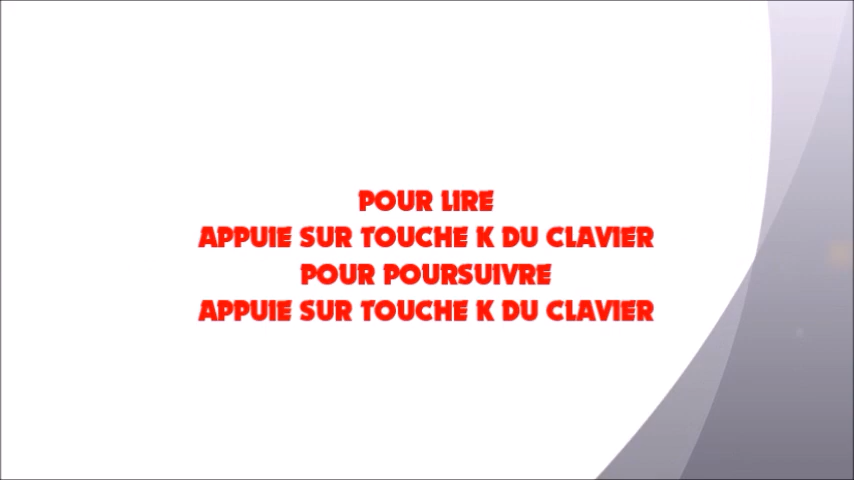 POUR LIRE
APPUIE SUR TOUCHE K DU CLAVIER
POUR POURSUIVRE
APPUIE SUR TOUCHE K DU CLAVIER